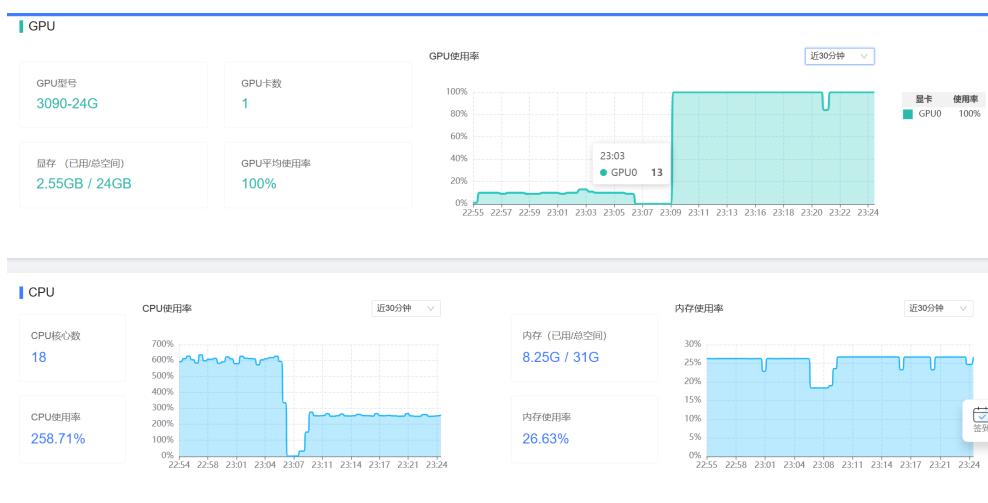 GPU
GPU型号
3090-24G
GPU卡数
1
显存 （已用/总空间)
2.55GB / 24GB
GPU平均使用率
100%
GPU使用率
近30分钟
100%
80%
60%
40%
20%
0%
23:03
GPU0 13
22:55 22:57 22:59 23:01 23:03 23:05 23:07 23:09 23:11 23:13 23:16 23:18 23:20 23:22 23:24
显卡 使用率
GPU0 100%
CPU
CPU核心数
18
CPU使用率
258.71%
CPU使用率
近30分钟
700%
600%
500%
400%
300%
200%
100%
0%
22:54 22:58 23:01 23:04 23:07 23:11 23:14 23:17 23:21 23:24
内存（已用/总空间)
8.25G / 31G
内存使用率
26.63%
内存使用率
近30分钟
30%
25%
20%
15%
10%
5%
0%
22:55 22:58 23:01 23:04 23:08 23:11 23:14 23:17 23:21 23:24
签到